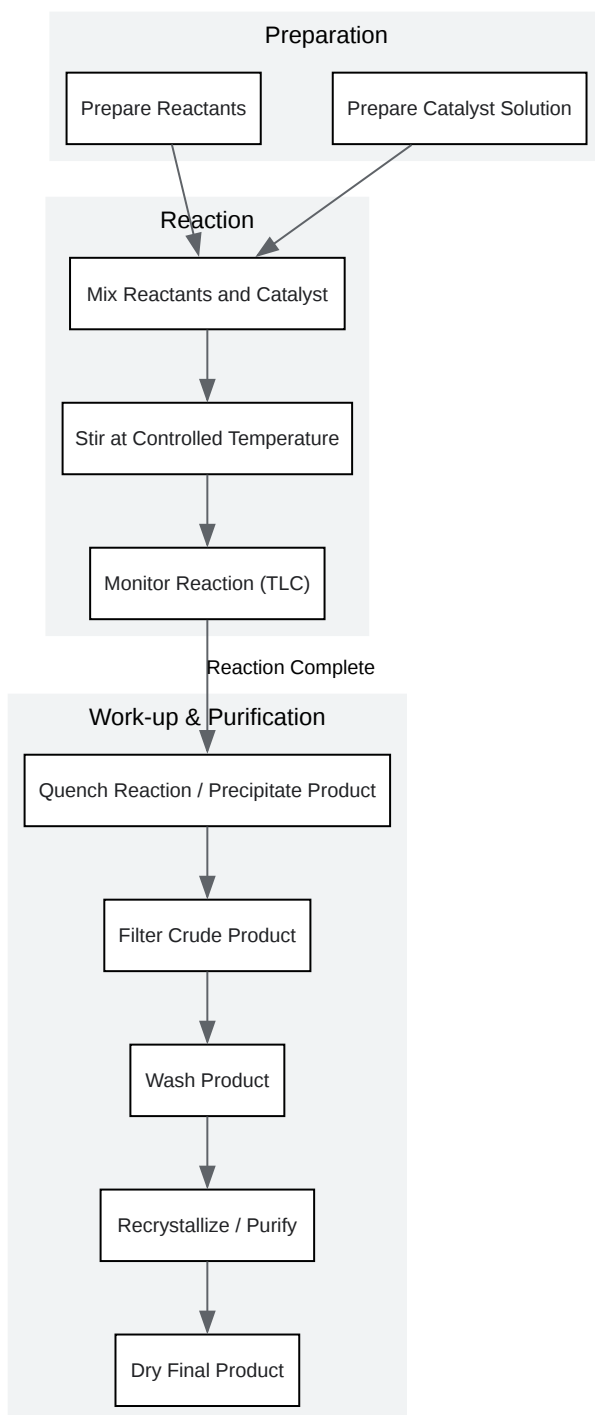 Preparation
Prepare Reactants
Prepare Catalyst Solution
Reaction
Mix Reactants and Catalyst
Stir at Controlled Temperature
Monitor Reaction (TLC)
Reaction Complete
Work-up & Purification
Quench Reaction / Precipitate Product
Filter Crude Product
Wash Product
Recrystallize / Purify
Dry Final Product